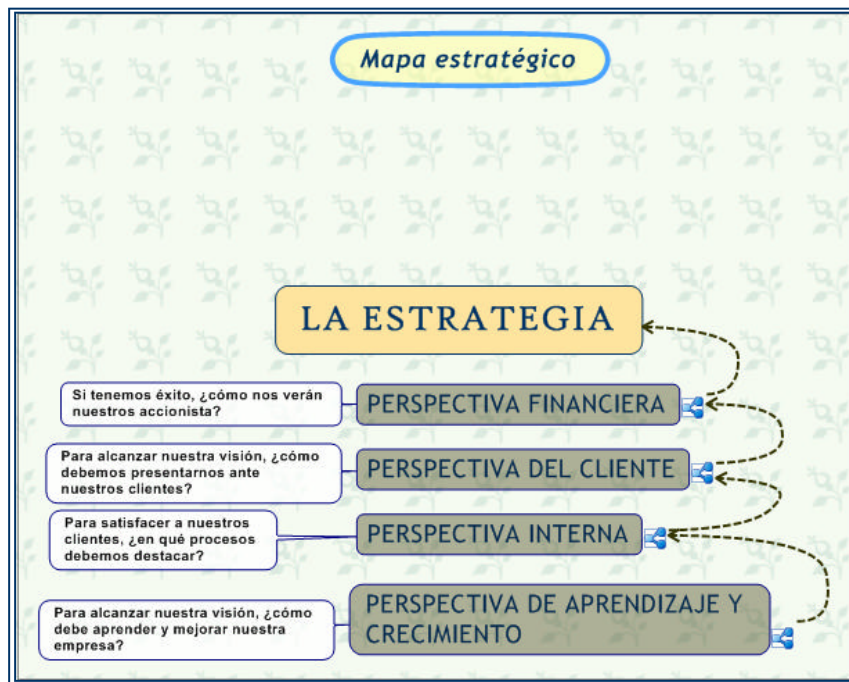 Mapa estratégico
LA ESTRATEGIA
Si tenemos éxito, ¿cómo nos verán
nuestros accionista?
PERSPECTIVA FINANCIERA
Para alcanzar nuestra visión, ¿cómo
debemos presentarnos ante
nuestros clientes?
PERSPECTIVA DEL CLIENTE
Para satisfacer a nuestros
clientes, ¿en qué procesos
debemos destacar?
PERSPECTIVA INTERNA
Para alcanzar nuestra visión, ¿cómo
debe aprender y mejorar nuestra
empresa?
PERSPECTIVA DE APRENDIZAJE Y
CRECIMIENTO